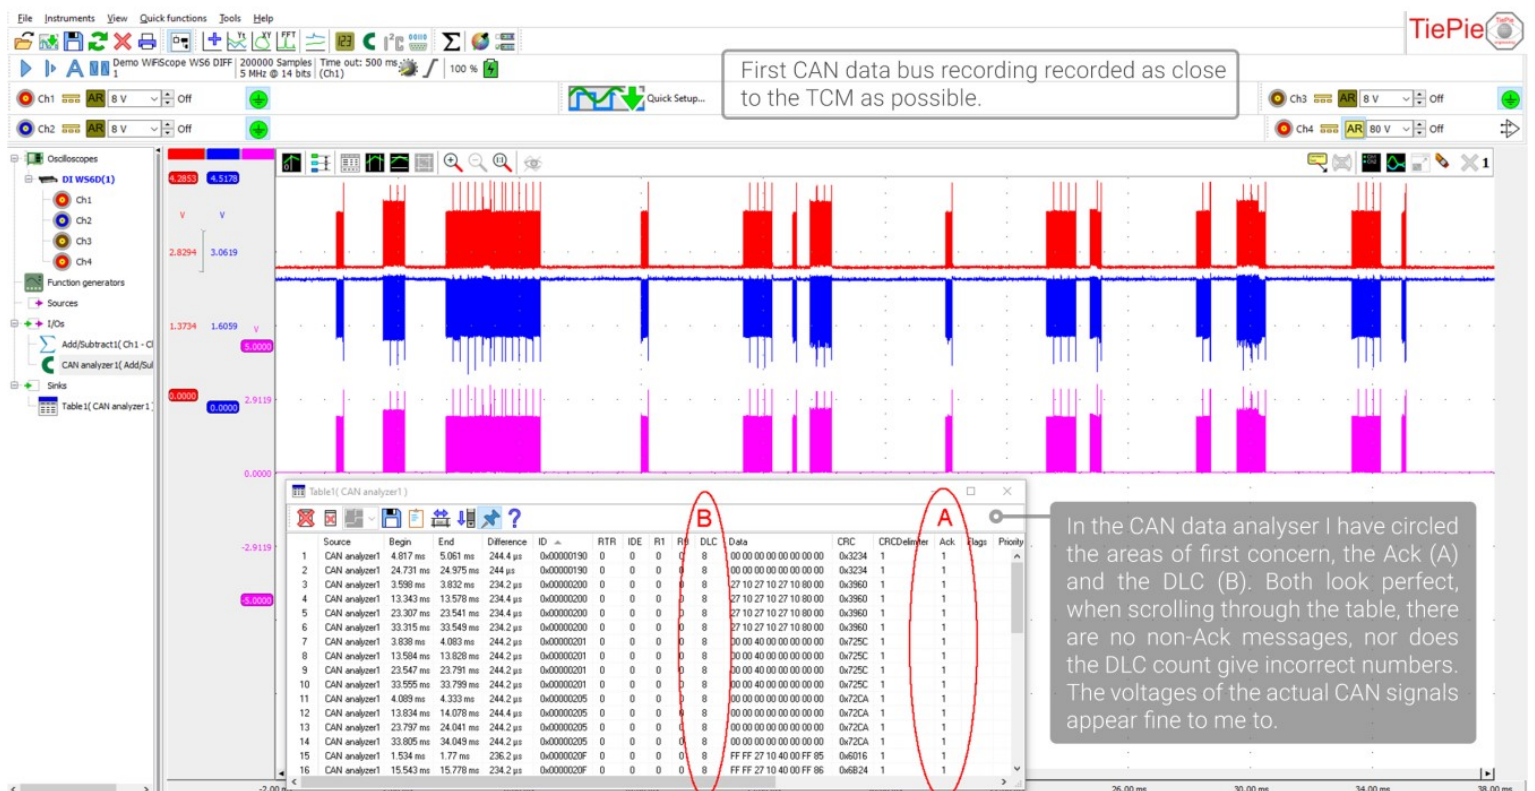 File Instruments View Quick functions Tools Help
TiePie
Demo WiFiScope WS6 DIFF 200000 Samples Time out: 500 ms
1 5 MHz @ 14 bits (Ch1) 100 %
First CAN data bus recording recorded as close
to the TCM as possible.
Ch1 AR 8 V Off Quick Setup... Ch3 AR 8 V Off
Ch2 AR 8 V Off Ch4 AR 80 V Off
Oscilloscopes
DI WS6D(1)
Ch1
Ch2
Ch3
Ch4
Function generators
Sources
I/Os
Add/Subtract1( Ch1 - C
CAN analyzer1( Add/Su
Sinks
Table1( CAN analyzer1
4.2853 4.5178
V V
2.8294 3.0619
1.3734 1.6059 V
5.0000
0.0000 0.0000 2.9119
0.0000
-2.9119
-5.0000
1
Table1( CAN analyzer1 )
B A
Source Begin End Difference ID RTR IDE R1 R0 DLC Data CRC CRCDelimiter Ack Flags Priority
1 CAN analyzer1 4.817 ms 5.061 ms 244.4 µs 0x00000190 0 0 0 0 8 00 00 00 00 00 00 00 00 0x3234 1 1
2 CAN analyzer1 24.731 ms 24.975 ms 244 µs 0x00000190 0 0 0 0 8 00 00 00 00 00 00 00 00 0x3234 1 1
3 CAN analyzer1 3.598 ms 3.832 ms 234.2 µs 0x00000200 0 0 0 0 8 27 10 27 10 27 10 80 00 0x3960 1 1
4 CAN analyzer1 13.343 ms 13.578 ms 234.4 µs 0x00000200 0 0 0 0 8 27 10 27 10 27 10 80 00 0x3960 1 1
5 CAN analyzer1 23.307 ms 23.541 ms 234.4 µs 0x00000200 0 0 0 0 8 27 10 27 10 27 10 80 00 0x3960 1 1
6 CAN analyzer1 33.315 ms 33.549 ms 234.2 µs 0x00000200 0 0 0 0 8 27 10 27 10 27 10 80 00 0x3960 1 1
7 CAN analyzer1 3.838 ms 4.083 ms 244.2 µs 0x00000201 0 0 0 0 8 00 00 40 00 00 00 00 00 0x725C 1 1
8 CAN analyzer1 13.584 ms 13.828 ms 244.2 µs 0x00000201 0 0 0 0 8 00 00 40 00 00 00 00 00 0x725C 1 1
9 CAN analyzer1 23.547 ms 23.791 ms 244.2 µs 0x00000201 0 0 0 0 8 00 00 40 00 00 00 00 00 0x725C 1 1
10 CAN analyzer1 33.555 ms 33.799 ms 244.2 µs 0x00000201 0 0 0 0 8 00 00 40 00 00 00 00 00 0x725C 1 1
11 CAN analyzer1 4.089 ms 4.333 ms 244.2 µs 0x00000205 0 0 0 0 8 00 00 00 00 00 00 00 00 0x72CA 1 1
12 CAN analyzer1 13.834 ms 14.078 ms 244.4 µs 0x00000205 0 0 0 0 8 00 00 00 00 00 00 00 00 0x72CA 1 1
13 CAN analyzer1 23.797 ms 24.041 ms 244.2 µs 0x00000205 0 0 0 0 8 00 00 00 00 00 00 00 00 0x72CA 1 1
14 CAN analyzer1 33.805 ms 34.049 ms 244.2 µs 0x00000205 0 0 0 0 8 00 00 00 00 00 00 00 00 0x72CA 1 1
15 CAN analyzer1 1.534 ms 1.77 ms 236.2 µs 0x0000020F 0 0 0 0 8 FF FF 27 10 40 00 FF 85 0x6016 1 1
16 CAN analyzer1 15.543 ms 15.778 ms 234.2 µs 0x0000020F 0 0 0 0 8 FF FF 27 10 40 00 FF 86 0x6B24 1 1
In the CAN data analyser I have circled
the areas of first concern, the Ack (A)
and the DLC (B). Both look perfect,
when scrolling through the table, there
are no non-Ack messages, nor does
the DLC count give incorrect numbers.
The voltages of the actual CAN signals
appear fine to me to.
26.00 ms 30.00 ms 34.00 ms 38.00 ms